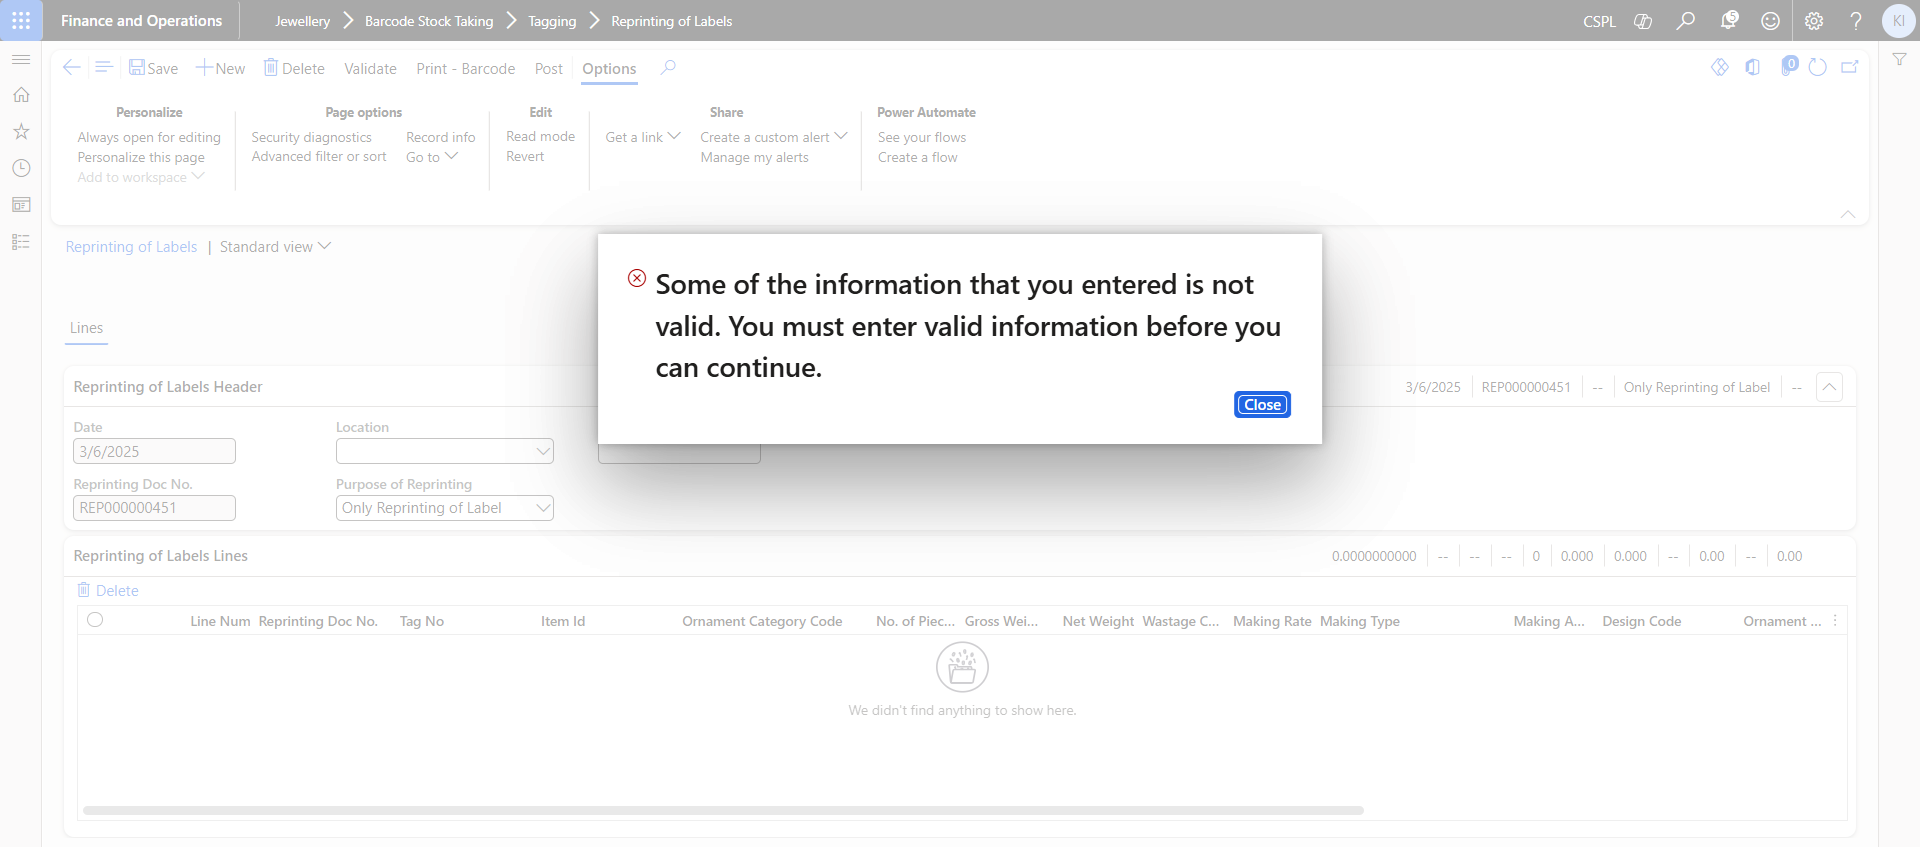 Finance and Operations
Jewellery Barcode Stock Taking Tagging Reprinting of Labels
CSPL 5 ? KI
Save New Delete Validate Print - Barcode Post Options 0
Personalize
Always open for editing
Personalize this page
Add to workspace
Page options
Security diagnostics Record info
Advanced filter or sort Go to
Edit
Read mode
Revert
Share
Get a link Create a custom alert
Manage my alerts
Power Automate
See your flows
Create a flow
Reprinting of Labels | Standard view
Some of the information that you entered is not
valid. You must enter valid information before you
can continue.
Close
Lines
Reprinting of Labels Header 3/6/2025 REP000000451 -- Only Reprinting of Label --
Date Location
3/6/2025
Reprinting Doc No. Purpose of Reprinting
REP000000451 Only Reprinting of Label
Reprinting of Labels Lines 0.0000000000 -- -- -- 0 0.000 0.000 -- 0.00 -- 0.00
Delete
Line Num Reprinting Doc No. Tag No Item Id Ornament Category Code No. of Piec... Gross Wei... Net Weight Wastage C... Making Rate Making Type Making A... Design Code Ornament ...
We didn't find anything to show here.